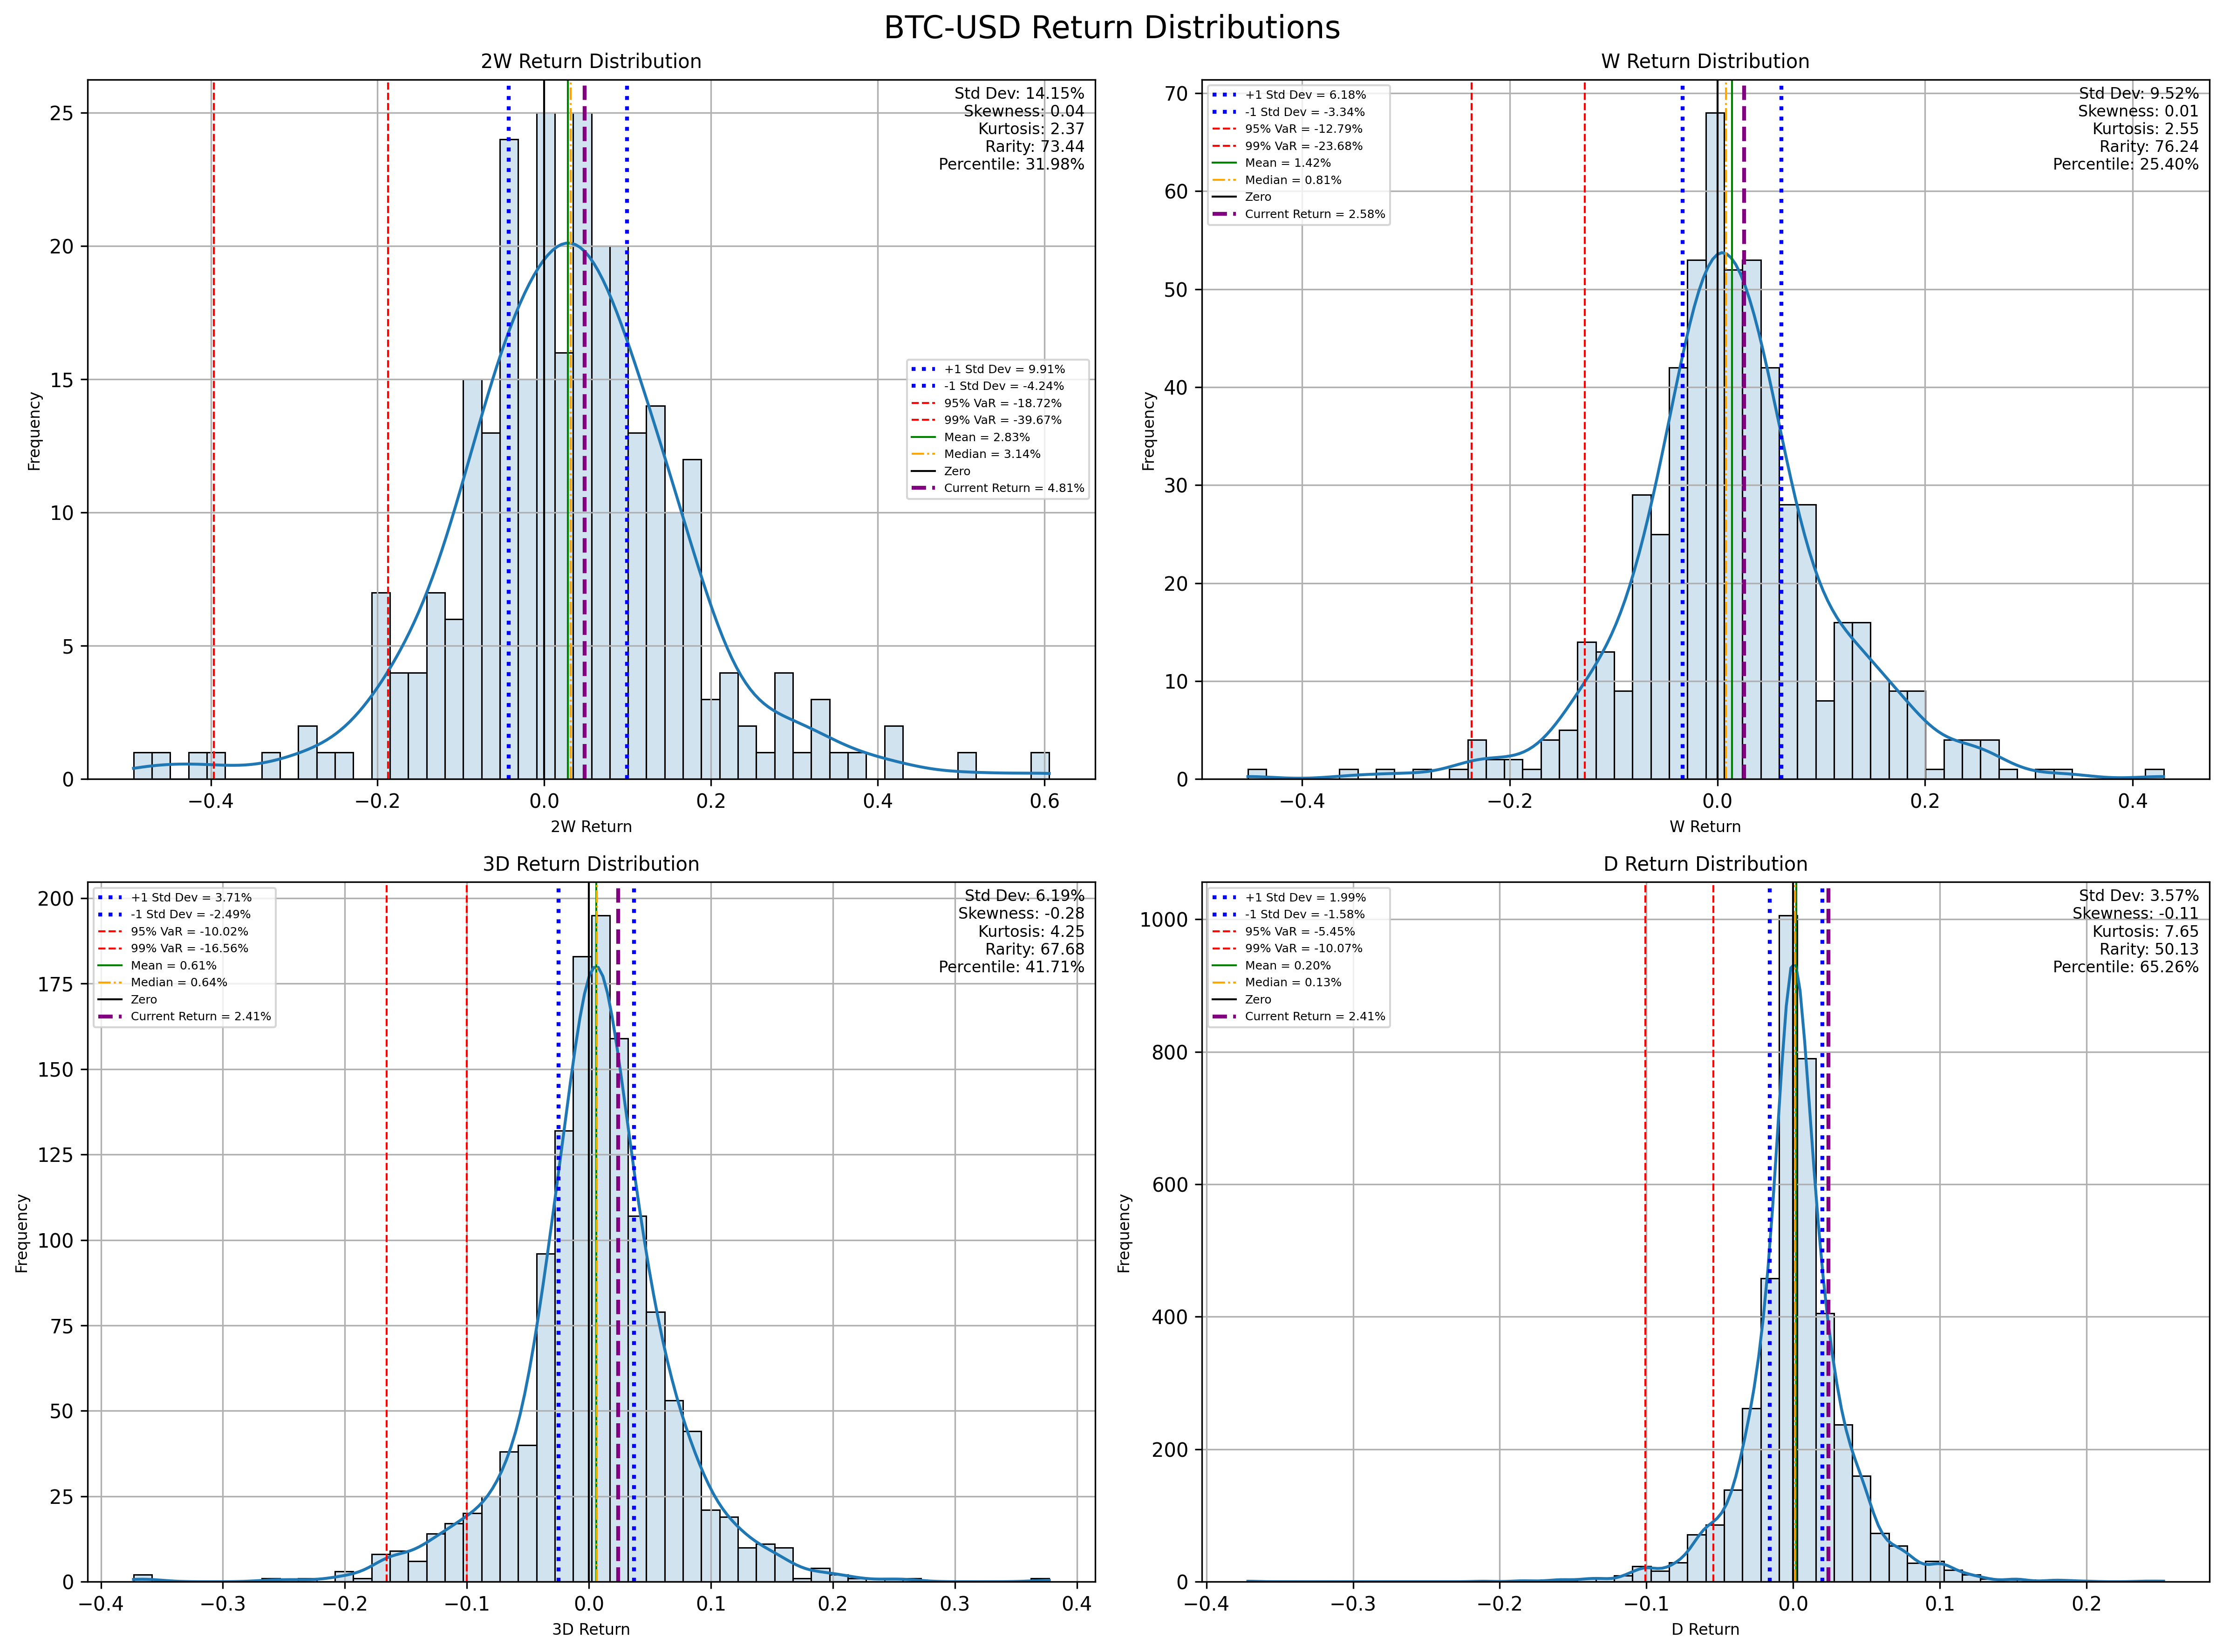 BTC-USD Return Distributions
2W Return Distribution
Std Dev: 14.15%
Skewness: 0.04
Kurtosis: 2.37
Rarity: 73.44
Percentile: 31.98%
+1 Std Dev = 9.91%
-1 Std Dev = -4.24%
95% VaR = -18.72%
99% VaR = -39.67%
Mean = 2.83%
Median = 3.14%
Zero
Current Return = 4.81%
Frequency
25
20
15
10
5
0
−0.4 −0.2 0.0 0.2 0.4 0.6
2W Return
W Return Distribution
+1 Std Dev = 6.18%
-1 Std Dev = -3.34%
95% VaR = -12.79%
99% VaR = -23.68%
Mean = 1.42%
Median = 0.81%
Zero
Current Return = 2.58%
Std Dev: 9.52%
Skewness: 0.01
Kurtosis: 2.55
Rarity: 76.24
Percentile: 25.40%
Frequency
70
60
50
40
30
20
10
0
−0.4 −0.2 0.0 0.2 0.4
W Return
3D Return Distribution
+1 Std Dev = 3.71%
-1 Std Dev = -2.49%
95% VaR = -10.02%
99% VaR = -16.56%
Mean = 0.61%
Median = 0.64%
Zero
Current Return = 2.41%
Std Dev: 6.19%
Skewness: -0.28
Kurtosis: 4.25
Rarity: 67.68
Percentile: 41.71%
Frequency
200
175
150
125
100
75
50
25
0
−0.4 −0.3 −0.2 −0.1 0.0 0.1 0.2 0.3 0.4
3D Return
D Return Distribution
+1 Std Dev = 1.99%
-1 Std Dev = -1.58%
95% VaR = -5.45%
99% VaR = -10.07%
Mean = 0.20%
Median = 0.13%
Zero
Current Return = 2.41%
Std Dev: 3.57%
Skewness: -0.11
Kurtosis: 7.65
Rarity: 50.13
Percentile: 65.26%
Frequency
1000
800
600
400
200
0
−0.4 −0.3 −0.2 −0.1 0.0 0.1 0.2
D Return